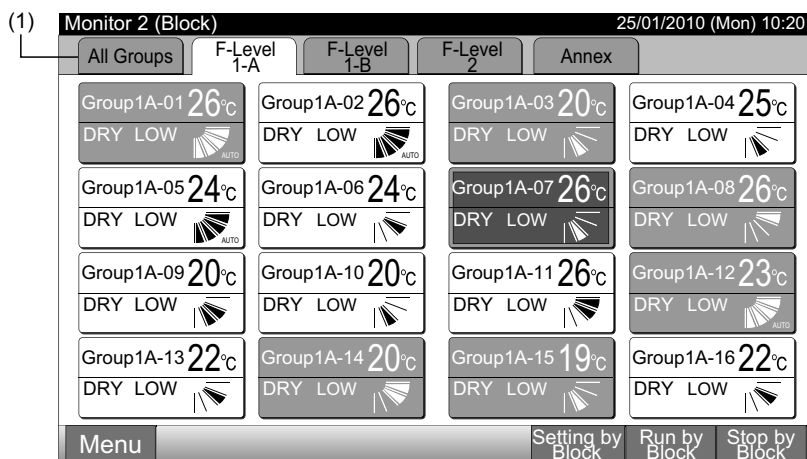 (1)
Monitor 2 (Block) 25/01/2010 (Mon) 10:20
All Groups F-Level 1-A F-Level 1-B F-Level 2 Annex
Group1A-01 26°C Group1A-02 26°C Group1A-03 20°C Group1A-04 25°C
DRY LOW AUTO DRY LOW AUTO DRY LOW DRY LOW
Group1A-05 24°C Group1A-06 24°C Group1A-07 26°C Group1A-08 26°C
DRY LOW AUTO DRY LOW DRY LOW DRY LOW
Group1A-09 20°C Group1A-10 20°C Group1A-11 26°C Group1A-12 23°C
DRY LOW DRY LOW DRY LOW DRY LOW AUTO
Group1A-13 22°C Group1A-14 20°C Group1A-15 19°C Group1A-16 22°C
DRY LOW DRY LOW DRY LOW DRY LOW
Menu Setting by Block Run by Block Stop by Block